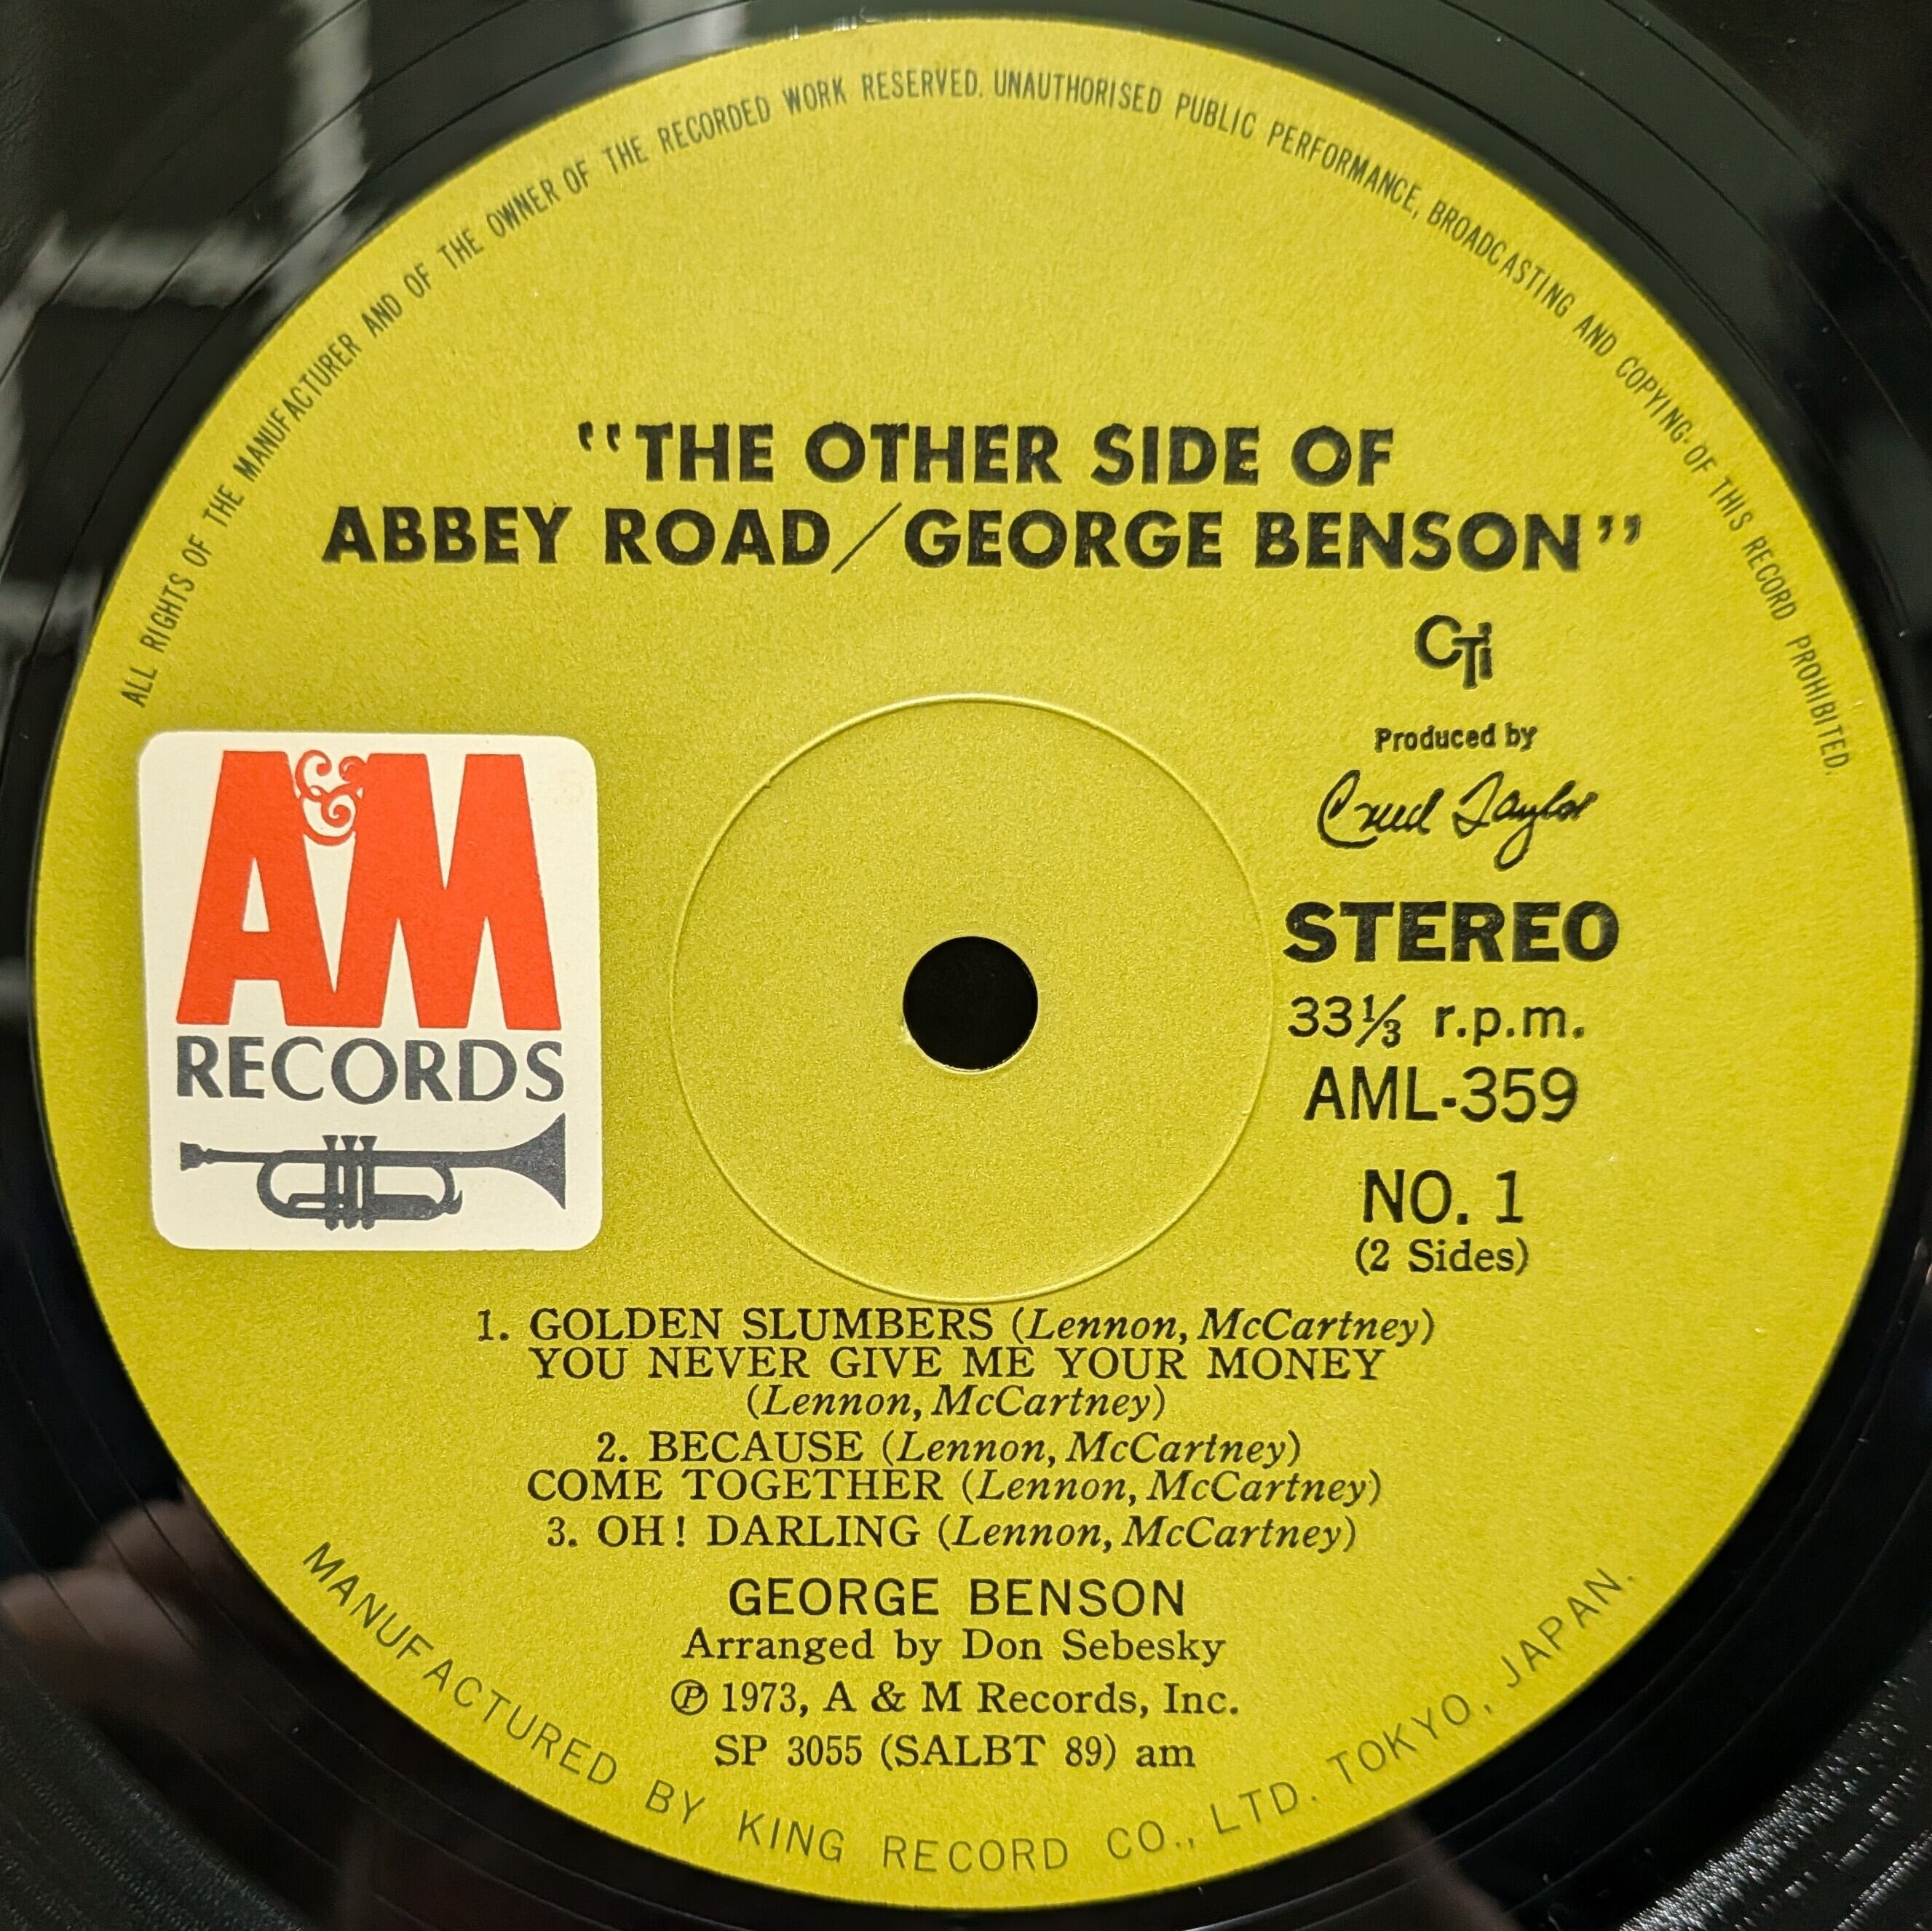 ALL RIGHTS OF THE MANUFACTURER AND OF THE OWNER OF THE RECORDED WORK RESERVED. UNAUTHORISED PUBLIC PERFORMANCE, BROADCASTING AND COPYING OF THIS RECORD PROHIBITED.
“THE OTHER SIDE OF
ABBEY ROAD/GEORGE BENSON”
CTi
Produced by
Creed Taylor
A&M
RECORDS
STEREO
33⅓ r.p.m.
AML-359
NO. 1
(2 Sides)
1. GOLDEN SLUMBERS (Lennon, McCartney)
YOU NEVER GIVE ME YOUR MONEY
(Lennon, McCartney)
2. BECAUSE (Lennon, McCartney)
COME TOGETHER (Lennon, McCartney)
3. OH! DARLING (Lennon, McCartney)
GEORGE BENSON
Arranged by Don Sebesky
℗ 1973, A & M Records, Inc.
SP 3055 (SALBT 89) am
MANUFACTURED BY KING RECORD CO., LTD. TOKYO, JAPAN.